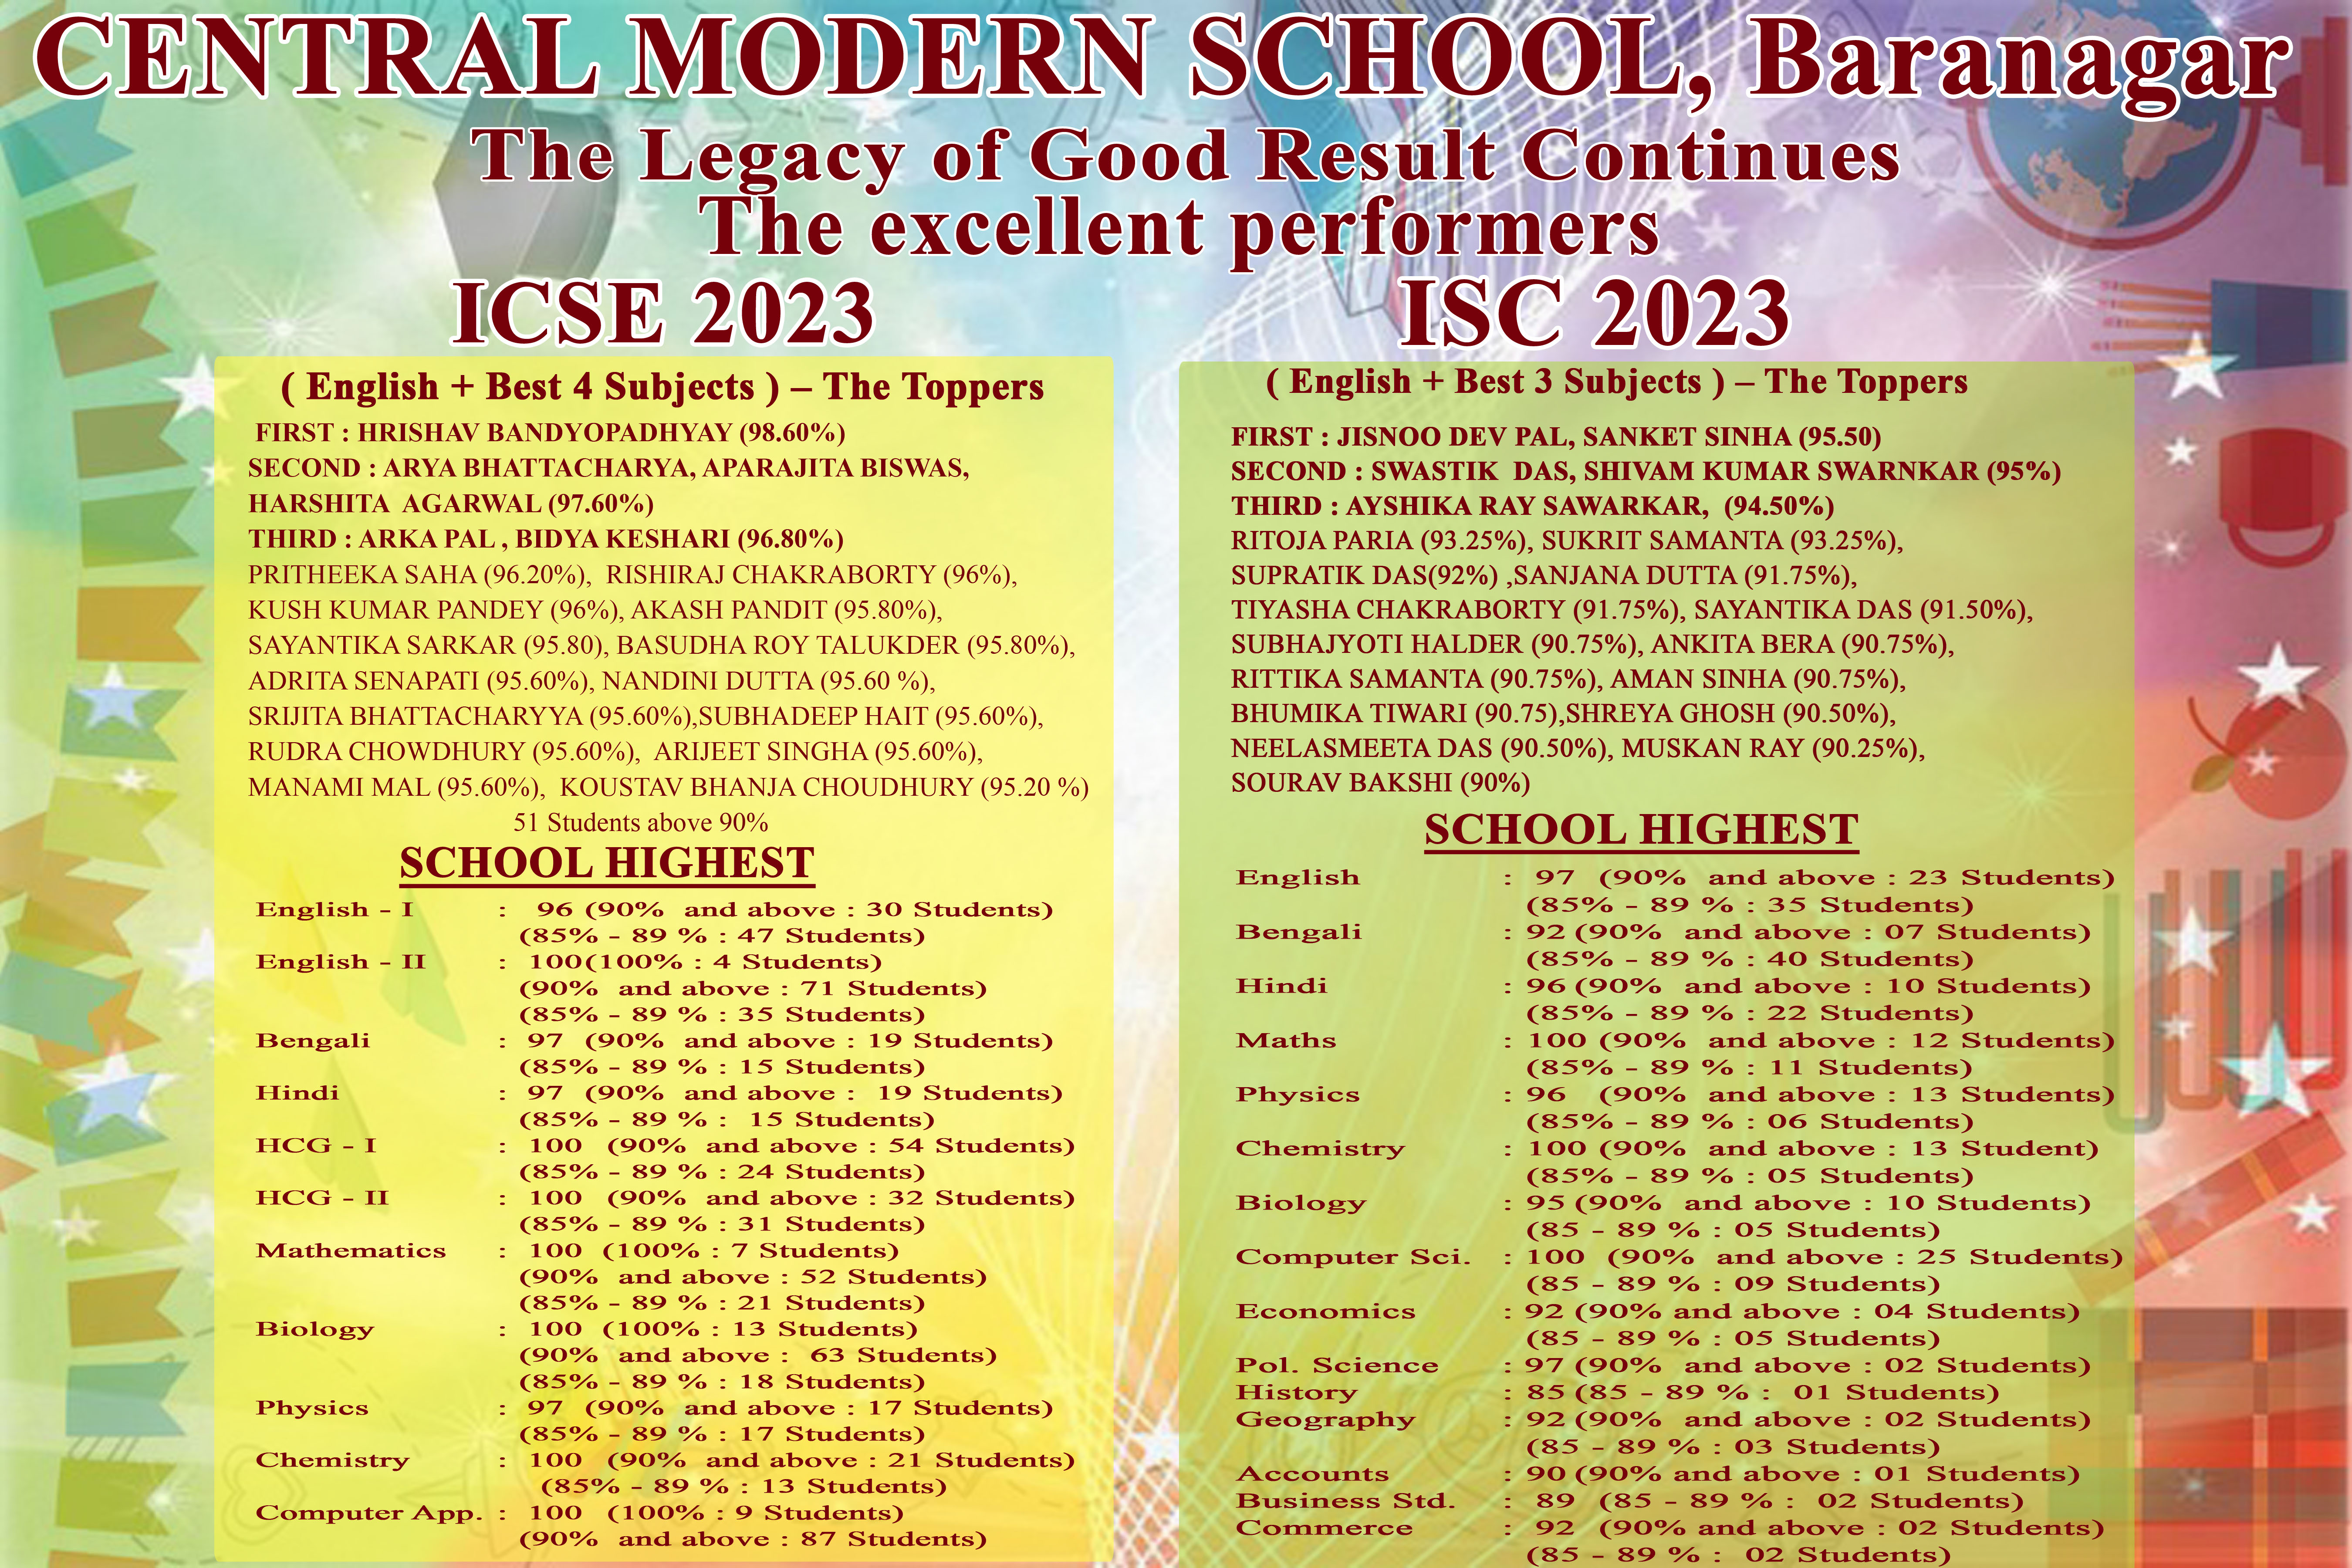 CENTRAL MODERN SCHOOL, Baranagar
The Legacy of Good Result Continues
The excellent performers
ICSE 2023
( English + Best 4 Subjects ) – The Toppers
FIRST : HRISHAV BANDYOPADHYAY (98.60%)
SECOND : ARYA BHATTACHARYA, APARAJITA BISWAS,
HARSHITA AGARWAL (97.60%)
THIRD : ARKA PAL , BIDYA KESHARI (96.80%)
PRITHEEKA SAHA (96.20%), RISHIRAJ CHAKRABORTY (96%),
KUSH KUMAR PANDEY (96%), AKASH PANDIT (95.80%),
SAYANTIKA SARKAR (95.80), BASUDHA ROY TALUKDER (95.80%),
ADRITA SENAPATI (95.60%), NANDINI DUTTA (95.60 %),
SRIJITA BHATTACHARYYA (95.60%),SUBHADEEP HAIT (95.60%),
RUDRA CHOWDHURY (95.60%), ARIJEET SINGHA (95.60%),
MANAMI MAL (95.60%), KOUSTAV BHANJA CHOUDHURY (95.20 %)
51 Students above 90%
SCHOOL HIGHEST
English - I : 96 (90% and above : 30 Students)
(85% - 89 % : 47 Students)
English - II : 100(100% : 4 Students)
(90% and above : 71 Students)
(85% - 89 % : 35 Students)
Bengali : 97 (90% and above : 19 Students)
(85% - 89 % : 15 Students)
Hindi : 97 (90% and above : 19 Students)
(85% - 89 % : 15 Students)
HCG - I : 100 (90% and above : 54 Students)
(85% - 89 % : 24 Students)
HCG - II : 100 (90% and above : 32 Students)
(85% - 89 % : 31 Students)
Mathematics : 100 (100% : 7 Students)
(90% and above : 52 Students)
(85% - 89 % : 21 Students)
Biology : 100 (100% : 13 Students)
(90% and above : 63 Students)
(85% - 89 % : 18 Students)
Physics : 97 (90% and above : 17 Students)
(85% - 89 % : 17 Students)
Chemistry : 100 (90% and above : 21 Students)
(85% - 89 % : 13 Students)
Computer App. : 100 (100% : 9 Students)
(90% and above : 87 Students)
ISC 2023
( English + Best 3 Subjects ) – The Toppers
FIRST : JISNOO DEV PAL, SANKET SINHA (95.50)
SECOND : SWASTIK DAS, SHIVAM KUMAR SWARNKAR (95%)
THIRD : AYSHIKA RAY SAWARKAR, (94.50%)
RITOJA PARIA (93.25%), SUKRIT SAMANTA (93.25%),
SUPRATIK DAS(92%) ,SANJANA DUTTA (91.75%),
TIYASHA CHAKRABORTY (91.75%), SAYANTIKA DAS (91.50%),
SUBHAJYOTI HALDER (90.75%), ANKITA BERA (90.75%),
RITTIKA SAMANTA (90.75%), AMAN SINHA (90.75%),
BHUMIKA TIWARI (90.75),SHREYA GHOSH (90.50%),
NEELASMEETA DAS (90.50%), MUSKAN RAY (90.25%),
SOURAV BAKSHI (90%)
SCHOOL HIGHEST
English : 97 (90% and above : 23 Students)
(85% - 89 % : 35 Students)
Bengali : 92 (90% and above : 07 Students)
(85% - 89 % : 40 Students)
Hindi : 96 (90% and above : 10 Students)
(85% - 89 % : 22 Students)
Maths : 100 (90% and above : 12 Students)
(85% - 89 % : 11 Students)
Physics : 96 (90% and above : 13 Students)
(85% - 89 % : 06 Students)
Chemistry : 100 (90% and above : 13 Student)
(85% - 89 % : 05 Students)
Biology : 95 (90% and above : 10 Students)
(85 - 89 % : 05 Students)
Computer Sci. : 100 (90% and above : 25 Students)
(85 - 89 % : 09 Students)
Economics : 92 (90% and above : 04 Students)
(85 - 89 % : 05 Students)
Pol. Science : 97 (90% and above : 02 Students)
History : 85 (85 - 89 % : 01 Students)
Geography : 92 (90% and above : 02 Students)
(85 - 89 % : 03 Students)
Accounts : 90 (90% and above : 01 Students)
Business Std. : 89 (85 - 89 % : 02 Students)
Commerce : 92 (90% and above : 02 Students)
(85 - 89 % : 02 Students)